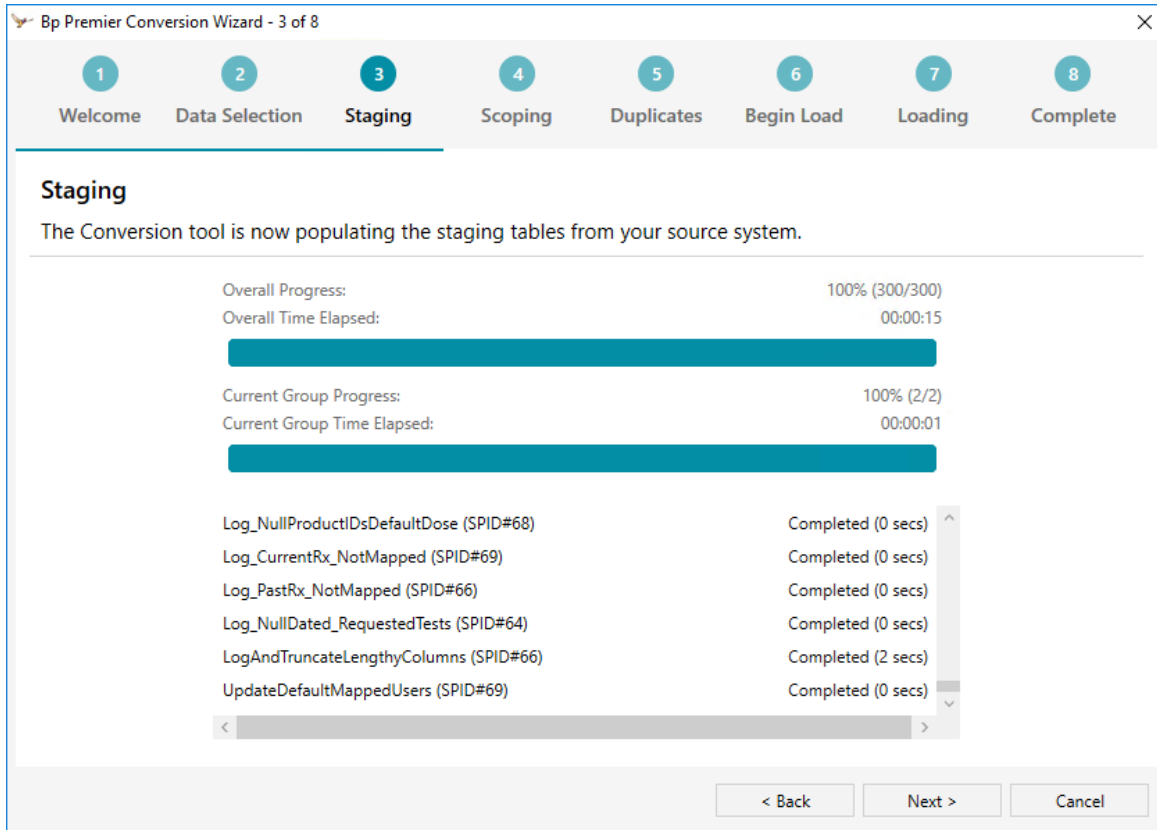 Bp Premier Conversion Wizard - 3 of 8
1 2 3 4 5 6 7 8
Welcome Data Selection Staging Scoping Duplicates Begin Load Loading Complete
Staging
The Conversion tool is now populating the staging tables from your source system.
Overall Progress: 100% (300/300)
Overall Time Elapsed: 00:00:15
Current Group Progress: 100% (2/2)
Current Group Time Elapsed: 00:00:01
Log_NullProductIDsDefaultDose (SPID#68) Completed (0 secs)
Log_CurrentRx_NotMapped (SPID#69) Completed (0 secs)
Log_PastRx_NotMapped (SPID#66) Completed (0 secs)
Log_NullDated_RequestedTests (SPID#64) Completed (0 secs)
LogAndTruncateLengthyColumns (SPID#66) Completed (2 secs)
UpdateDefaultMappedUsers (SPID#69) Completed (0 secs)
< Back Next > Cancel